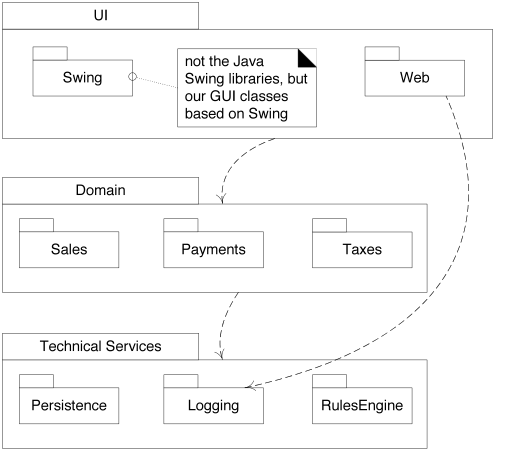 UI
Swing
not the Java
Swing libraries, but
our GUI classes
based on Swing
Web
Domain
Sales
Payments
Taxes
Technical Services
Persistence
Logging
RulesEngine